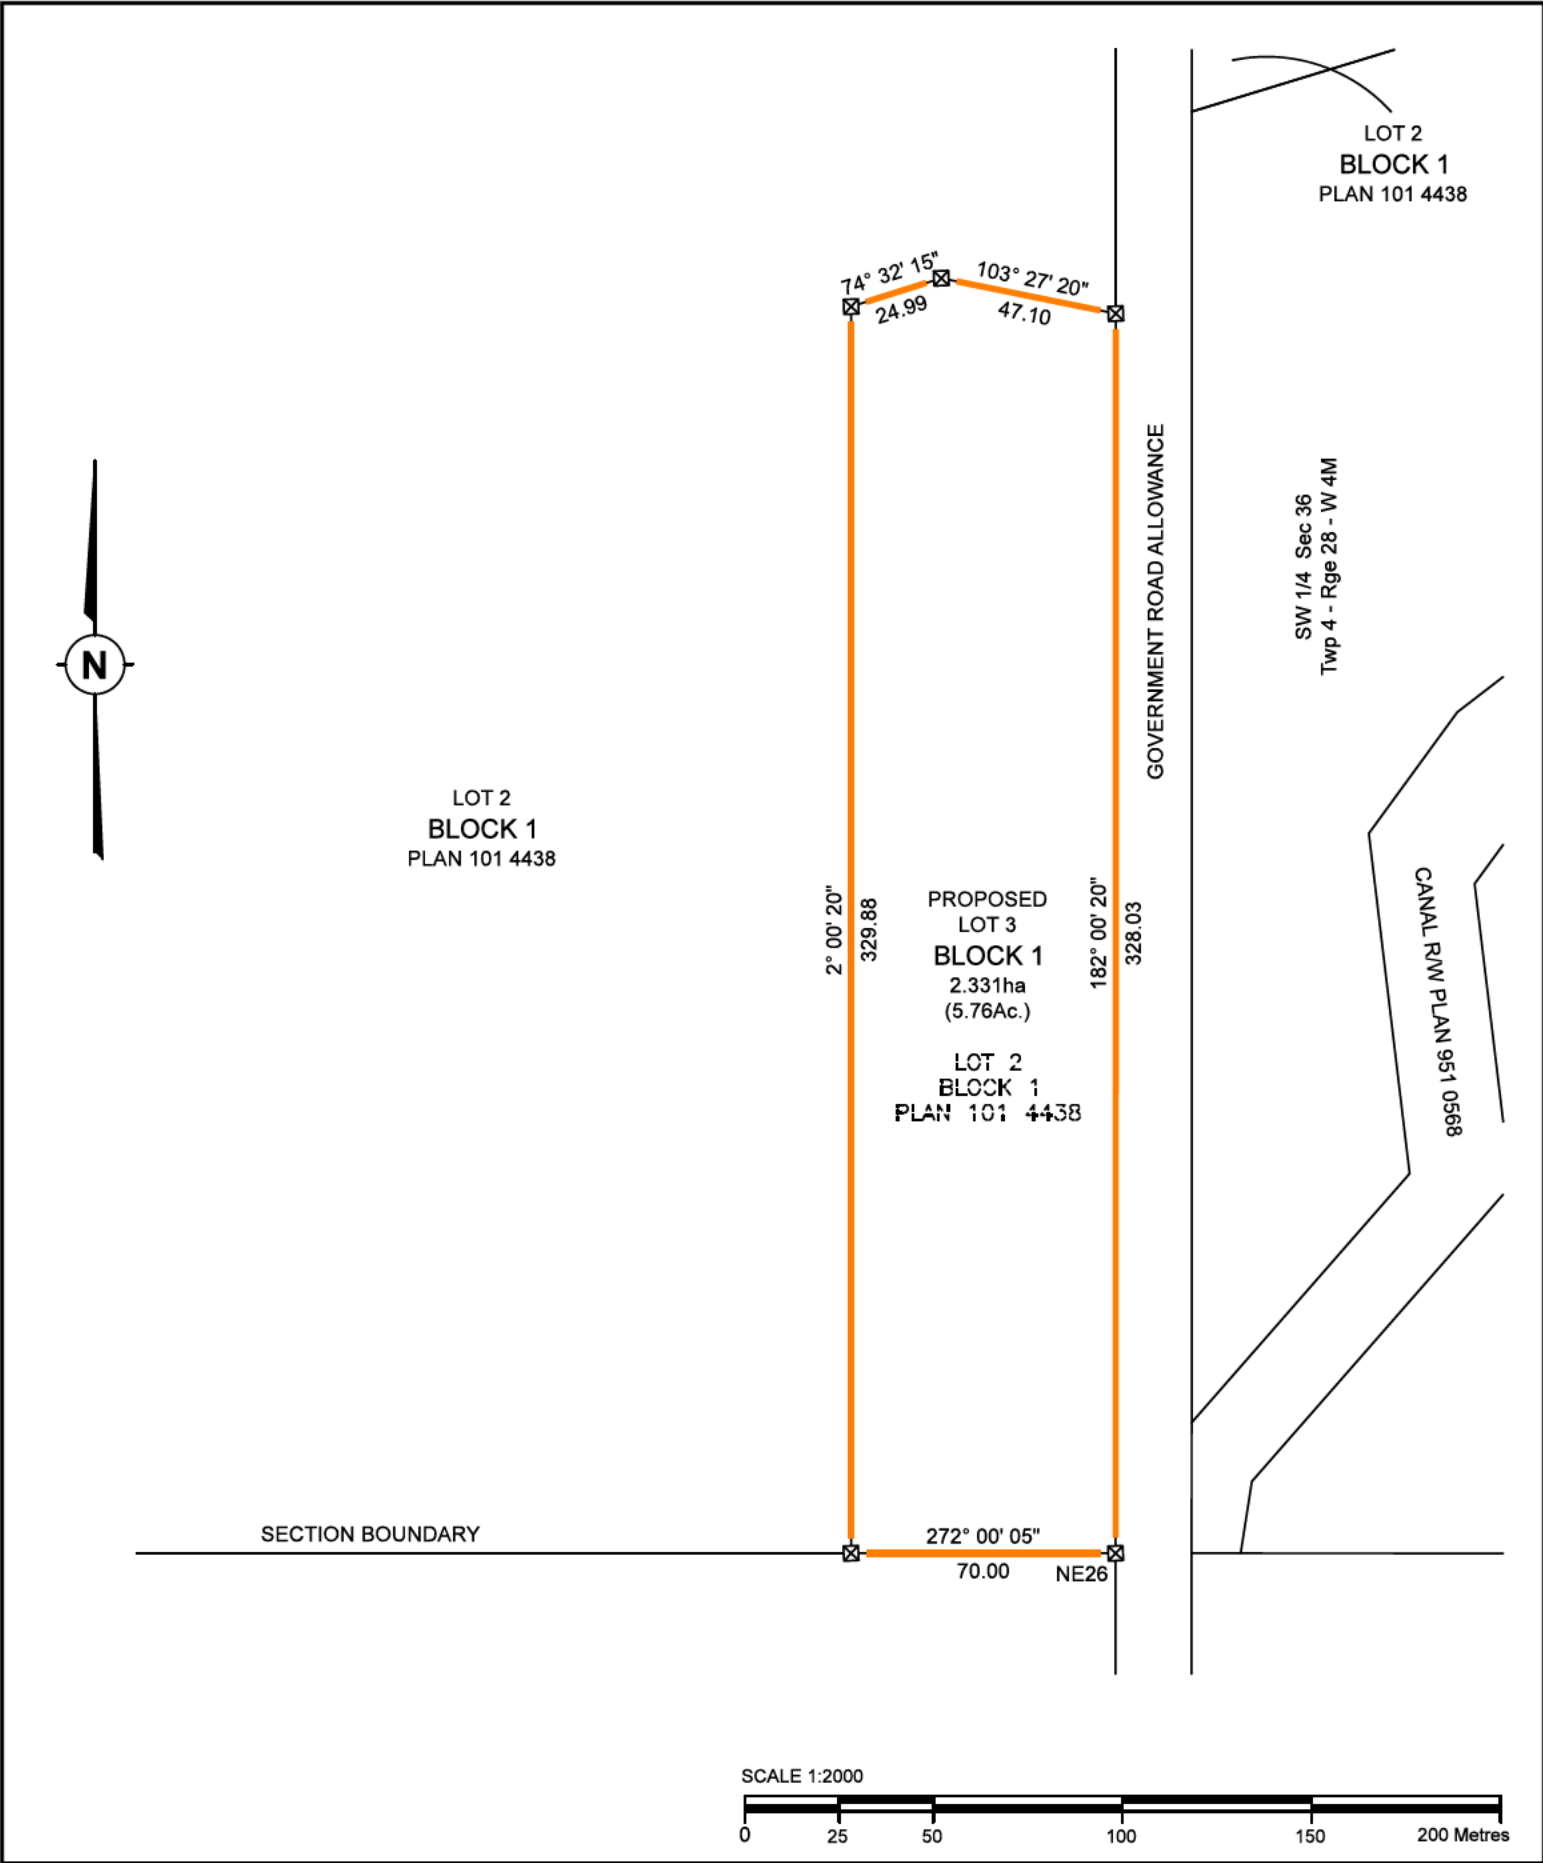 LOT 2
BLOCK 1
PLAN 101 4438
74° 32' 15"
24.99
103° 27' 20"
47.10
GOVERNMENT ROAD ALLOWANCE
SW 1/4 Sec 36
Twp 4 - Rge 28 - W 4M
N
LOT 2
BLOCK 1
PLAN 101 4438
2° 00' 20"
329.88
PROPOSED
LOT 3
BLOCK 1
2.331ha
(5.76Ac.)
LOT 2
BLOCK 1
PLAN 101 4438
182° 00' 20"
328.03
CANAL R/W PLAN 951 0568
SECTION BOUNDARY
272° 00' 05"
70.00
NE26
SCALE 1:2000
0 25 50 100 150 200 Metres